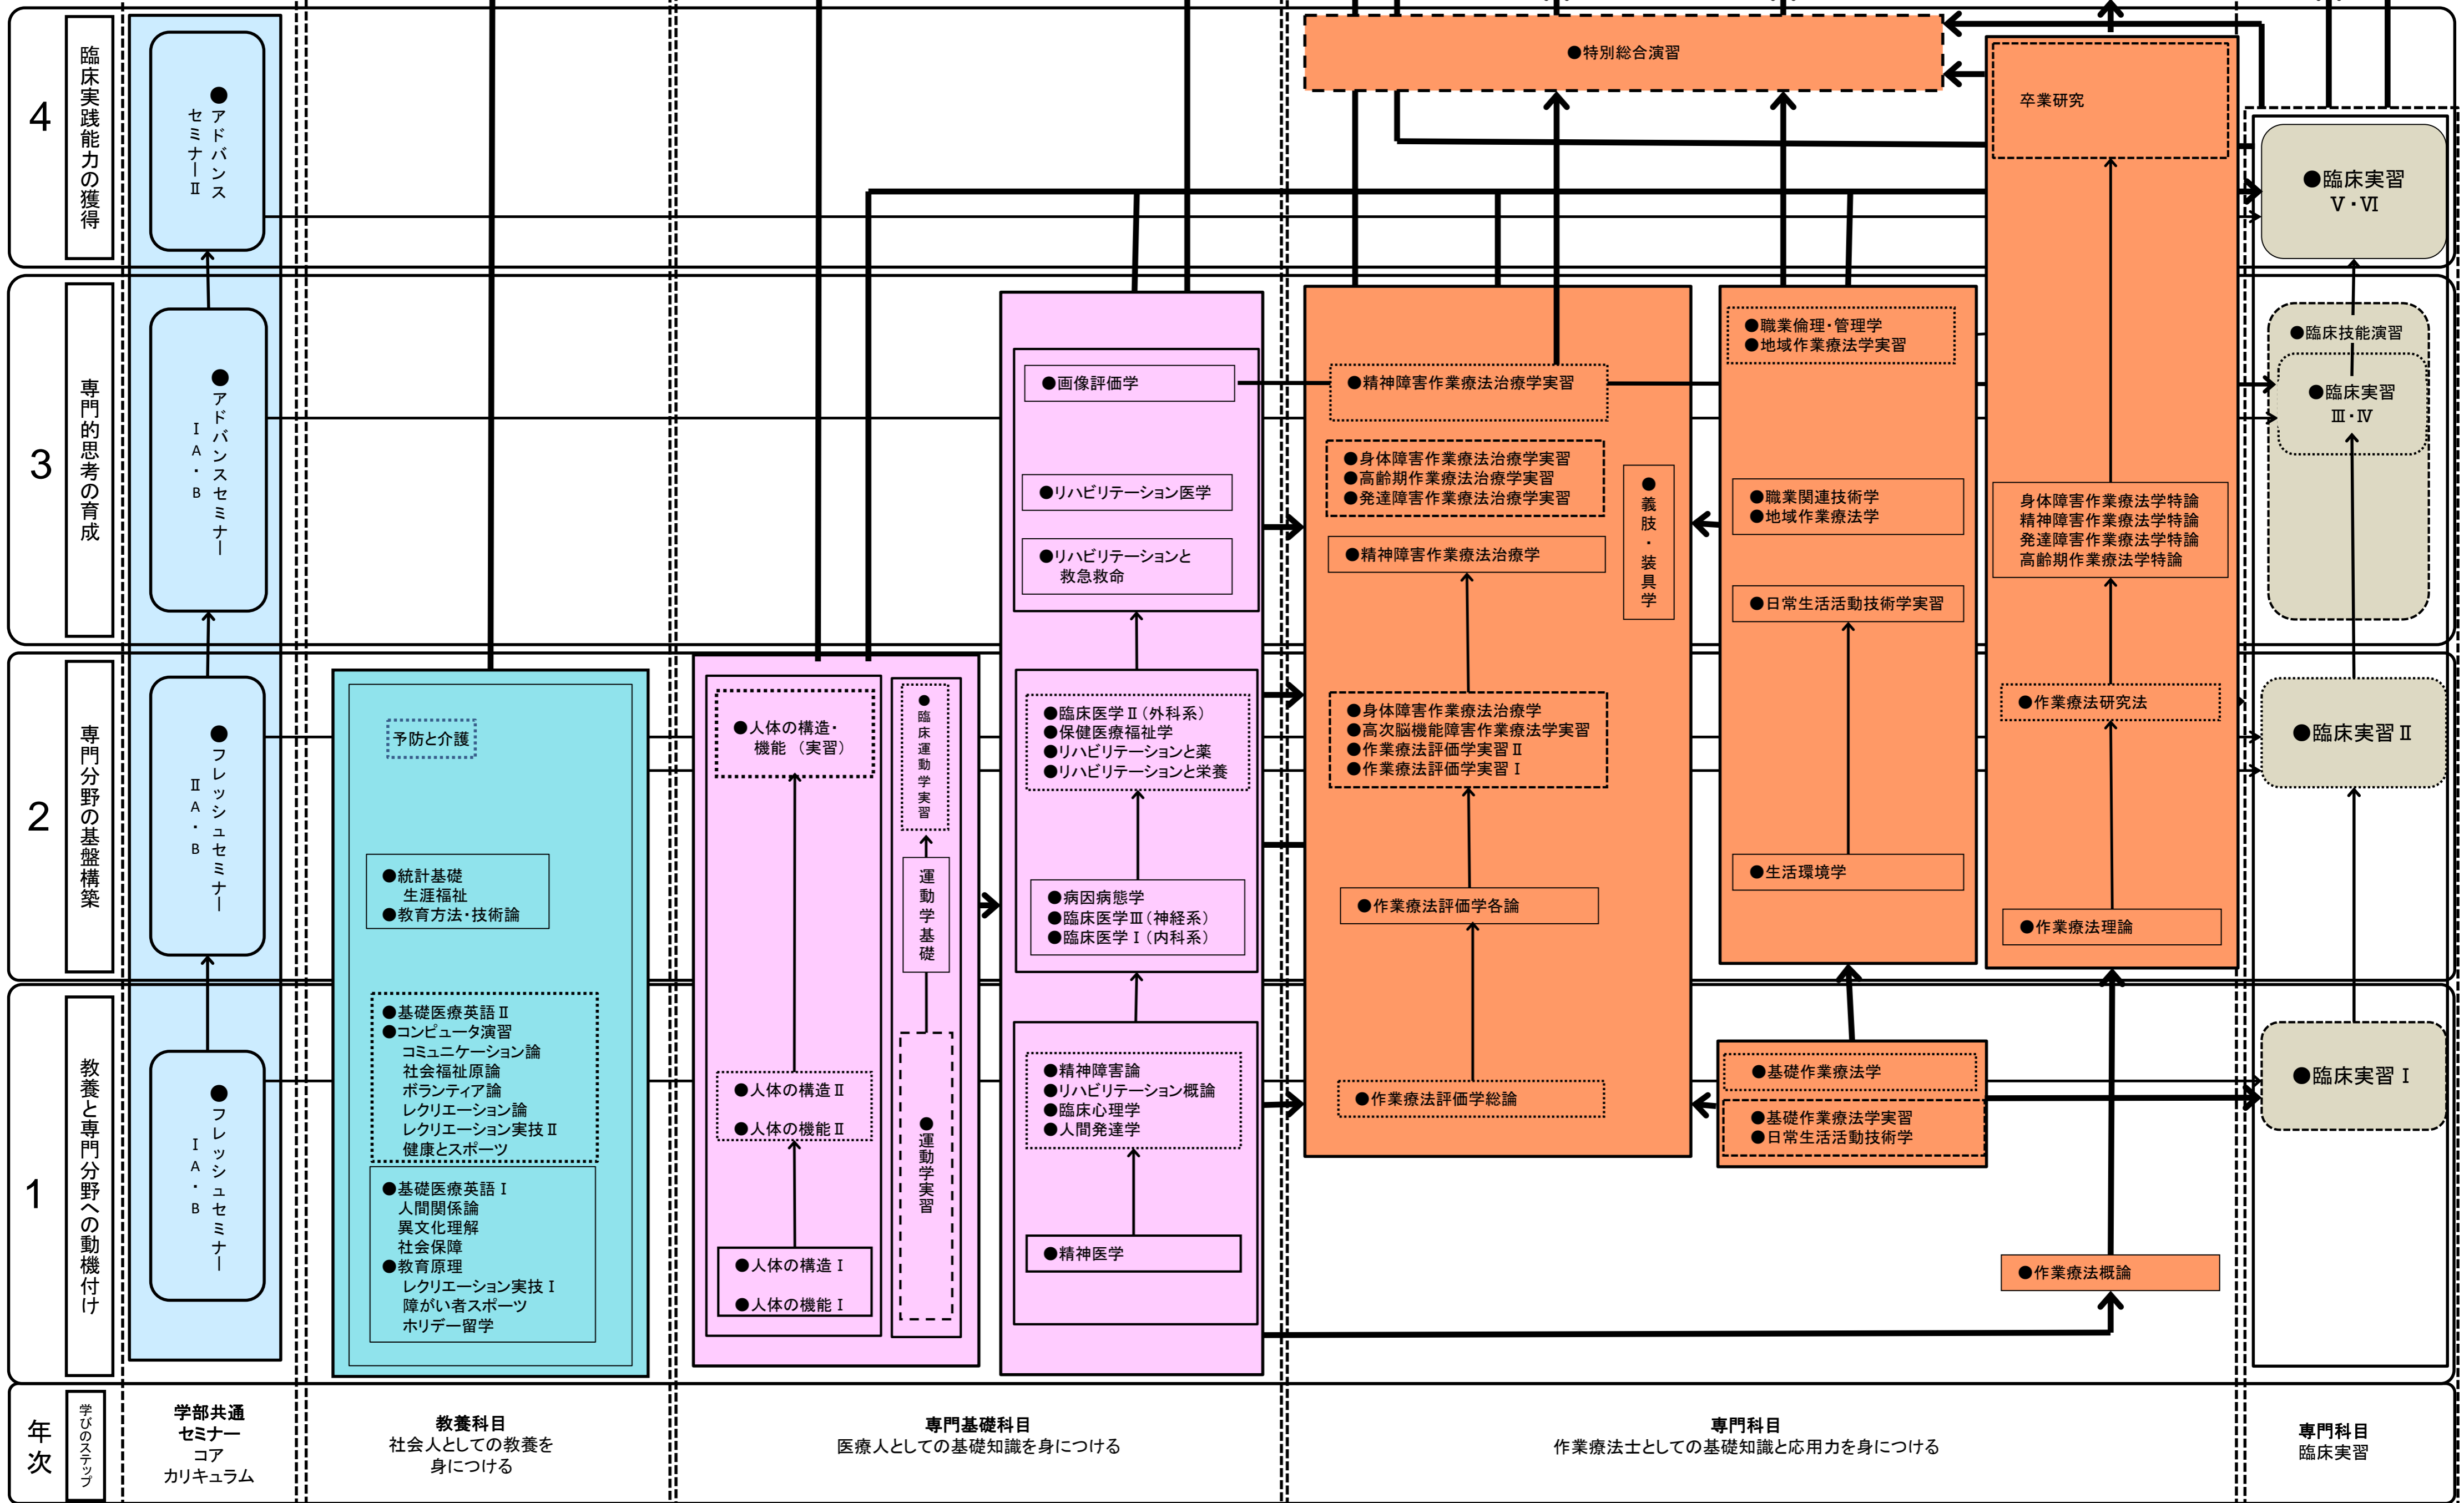 4
臨床実践能力の獲得
●アドバンス
セミナーⅡ
●特別総合演習
卒業研究
●臨床実習
Ⅴ・Ⅵ
3
専門的思考の育成
●アドバンスセミナー
ⅠA・B
●画像評価学
●リハビリテーション医学
●リハビリテーションと
救急救命
●精神障害作業療法治療学実習
●身体障害作業療法治療学実習
●高齢期作業療法治療学実習
●発達障害作業療法治療学実習
●精神障害作業療法治療学
●義肢・装具学
●職業倫理・管理学
●地域作業療法学実習
●職業関連技術学
●地域作業療法学
●日常生活活動技術学実習
身体障害作業療法学特論
精神障害作業療法学特論
発達障害作業療法学特論
高齢期作業療法学特論
●臨床技能演習
●臨床実習
Ⅲ・Ⅳ
2
専門分野の基盤構築
●フレッシュセミナー
ⅡA・B
予防と介護
●統計基礎
生涯福祉
●教育方法・技術論
●人体の構造・
機能（実習）
●臨床運動学実習
運動学基礎
●臨床医学Ⅱ（外科系）
●保健医療福祉学
●リハビリテーションと薬
●リハビリテーションと栄養
●病因病態学
●臨床医学Ⅲ（神経系）
●臨床医学Ⅰ（内科系）
●身体障害作業療法治療学
●高次脳機能障害作業療法学実習
●作業療法評価学実習Ⅱ
●作業療法評価学実習Ⅰ
●作業療法評価学各論
●生活環境学
●作業療法研究法
●作業療法理論
●臨床実習Ⅱ
1
教養と専門分野への動機付け
●フレッシュセミナー
ⅠA・B
●基礎医療英語Ⅱ
●コンピュータ演習
コミュニケーション論
社会福祉原論
ボランティア論
レクリエーション論
レクリエーション実技Ⅱ
健康とスポーツ
●基礎医療英語Ⅰ
人間関係論
異文化理解
社会保障
●教育原理
レクリエーション実技Ⅰ
障がい者スポーツ
ホリデー留学
●人体の構造Ⅱ
●人体の機能Ⅱ
●人体の構造Ⅰ
●人体の機能Ⅰ
●運動学実習
●精神障害論
●リハビリテーション概論
●臨床心理学
●人間発達学
●精神医学
●作業療法評価学総論
●基礎作業療法学
●基礎作業療法学実習
●日常生活活動技術学
●作業療法概論
●臨床実習Ⅰ
年次
学びのステップ
学部共通
セミナー
コア
カリキュラム
教養科目
社会人としての教養を
身につける
専門基礎科目
医療人としての基礎知識を身につける
専門科目
作業療法士としての基礎知識と応用力を身につける
専門科目
臨床実習